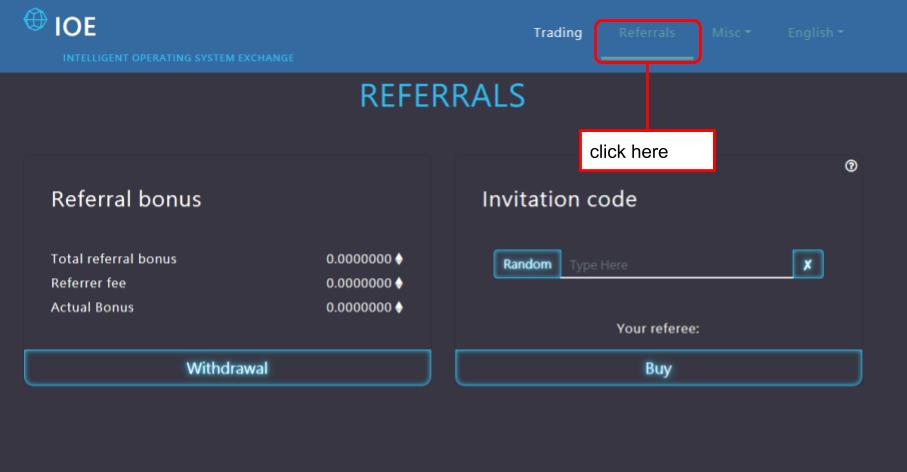 IOE
INTELLIGENT OPERATING SYSTEM EXCHANGE
Trading Referrals Misc English
REFERRALS
click here
Referral bonus
Total referral bonus 0.0000000
Referrer fee 0.0000000
Actual Bonus 0.0000000
Withdrawal
Invitation code
Random Type Here ✗
Your referee:
Buy